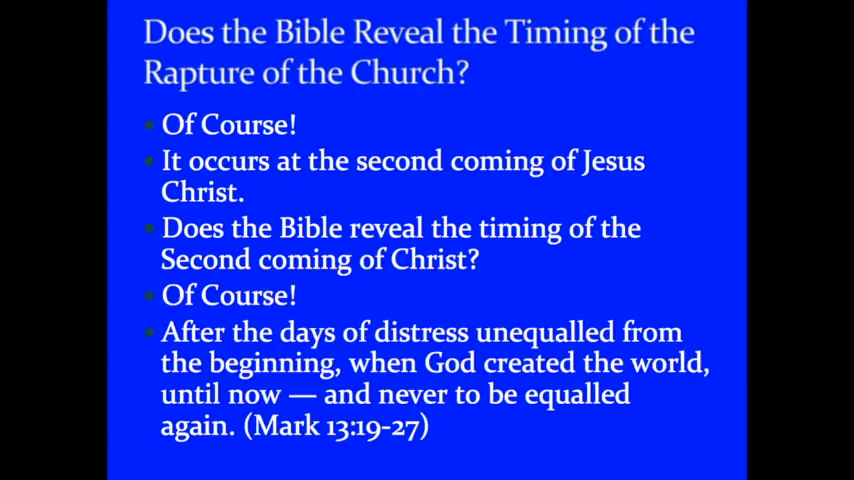 Does the Bible Reveal the Timing of the
Rapture of the Church?
• Of Course!
• It occurs at the second coming of Jesus
Christ.
• Does the Bible reveal the timing of the
Second coming of Christ?
• Of Course!
• After the days of distress unequalled from
the beginning, when God created the world,
until now — and never to be equalled
again. (Mark 13:19-27)